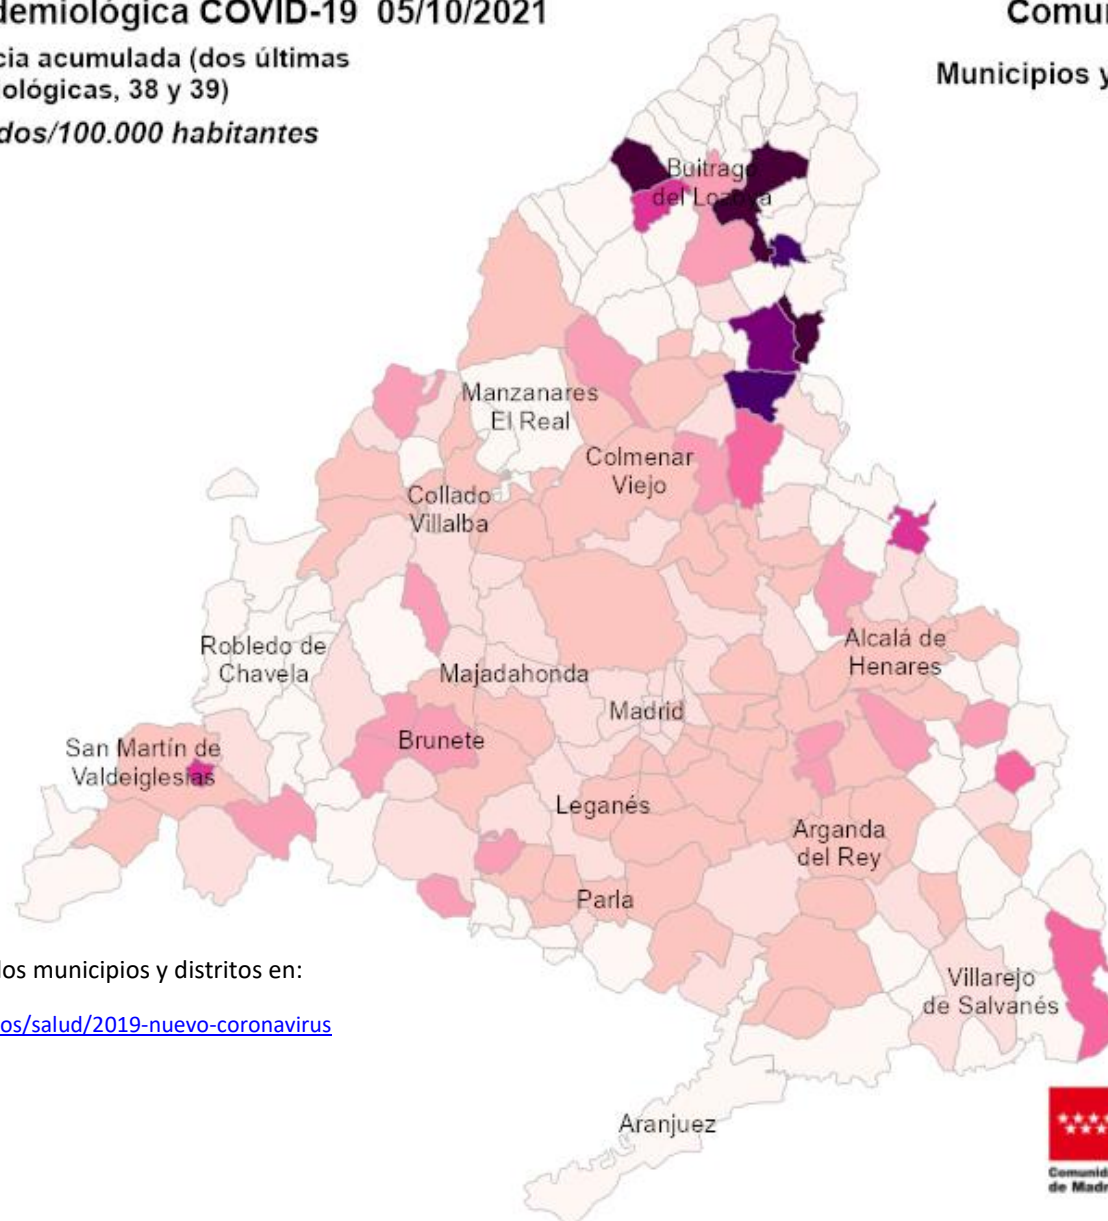 demiológica COVID-19 05/10/2021
cia acumulada (dos últimas
ológicas, 38 y 39)
dos/100.000 habitantes
Comu
Municipios y
Buitrago
del Lozoya
Manzanares
El Real
Colmenar
Viejo
Collado
Villalba
Robledo de
Chavela
Majadahonda
Alcalá de
Henares
Madrid
San Martín de
Valdeiglesias
Brunete
Leganés
Arganda
del Rey
Parla
los municipios y distritos en:
os/salud/2019-nuevo-coronavirus
Villarejo
de Salvanés
Aranjuez
Comunid
de Madr